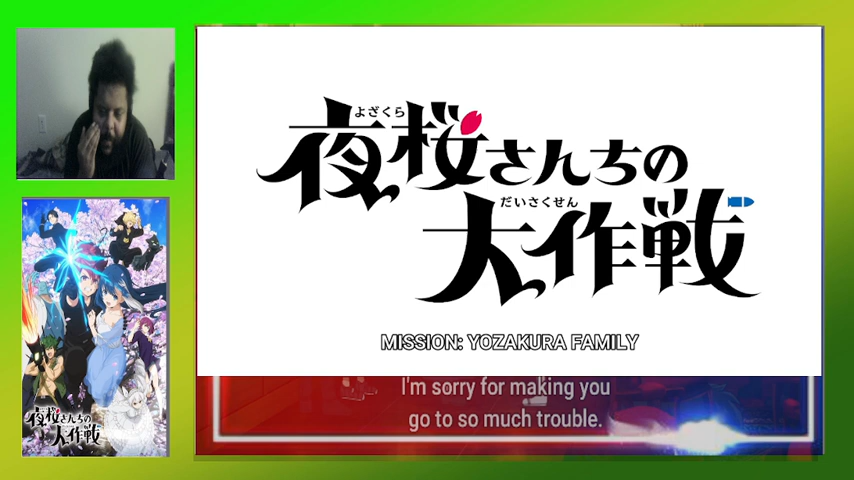 よざくら
夜桜さんちの
だいさくせん
大作戦
MISSION: YOZAKURA FAMILY
I'm sorry for making you
go to so much trouble.
夜桜さんちの
大作戦